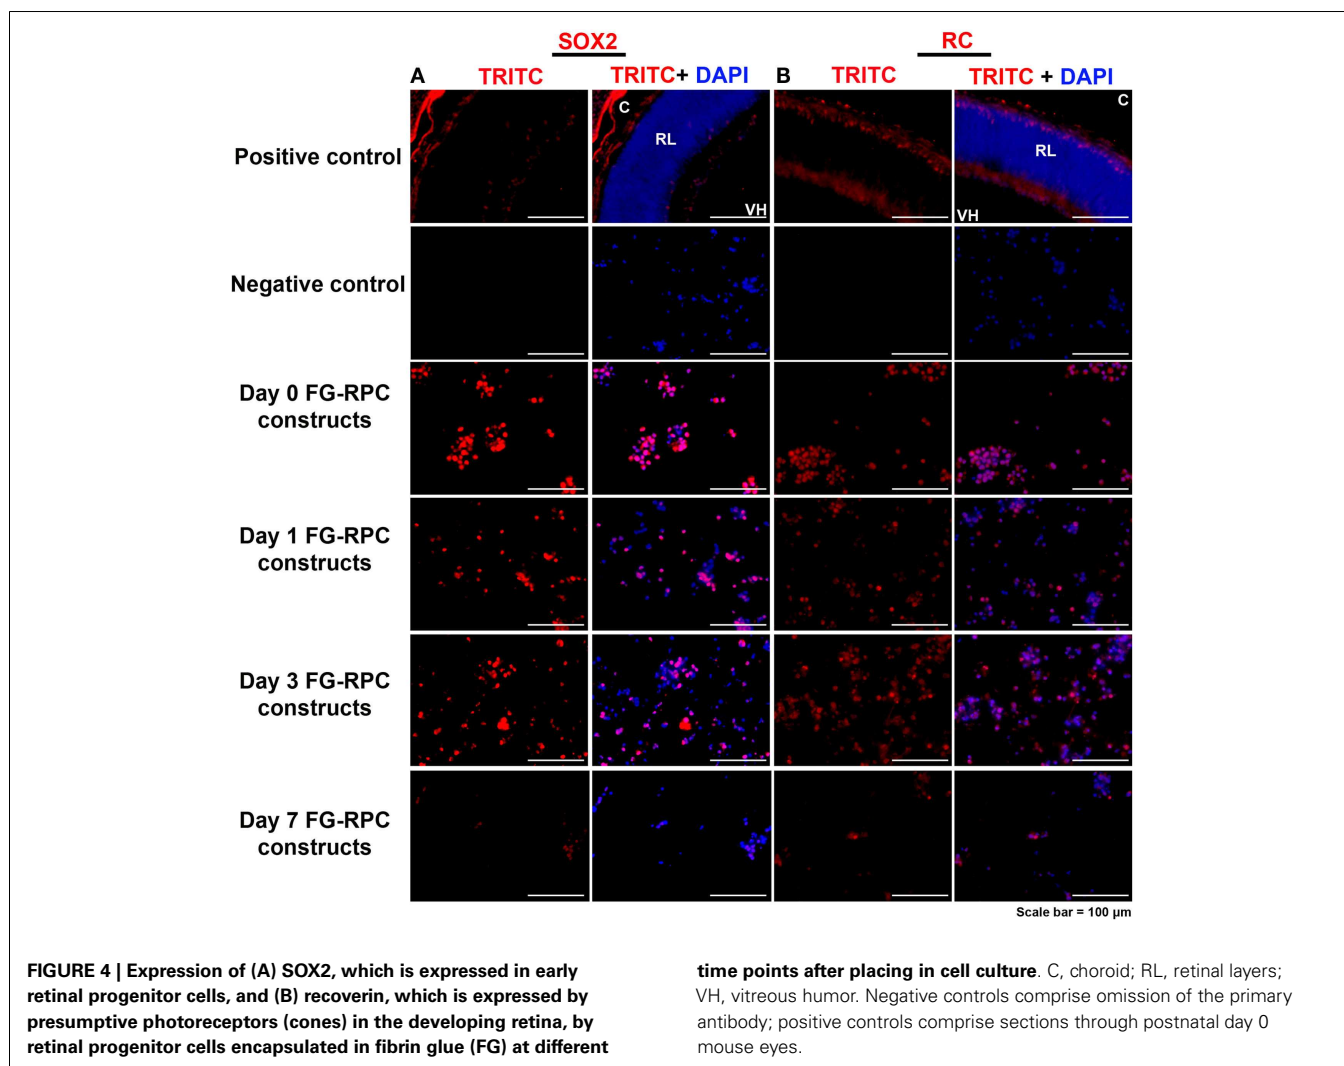 SOX2
RC
A TRITC TRITC+ DAPI B TRITC TRITC + DAPI
Positive control
C
RL
VH
C
RL
VH
Negative control
Day 0 FG-RPC
constructs
Day 1 FG-RPC
constructs
Day 3 FG-RPC
constructs
Day 7 FG-RPC
constructs
Scale bar = 100 µm
FIGURE 4 | Expression of (A) SOX2, which is expressed in early
retinal progenitor cells, and (B) recoverin, which is expressed by
presumptive photoreceptors (cones) in the developing retina, by
retinal progenitor cells encapsulated in fibrin glue (FG) at different
time points after placing in cell culture. C, choroid; RL, retinal layers;
VH, vitreous humor. Negative controls comprise omission of the primary
antibody; positive controls comprise sections through postnatal day 0
mouse eyes.